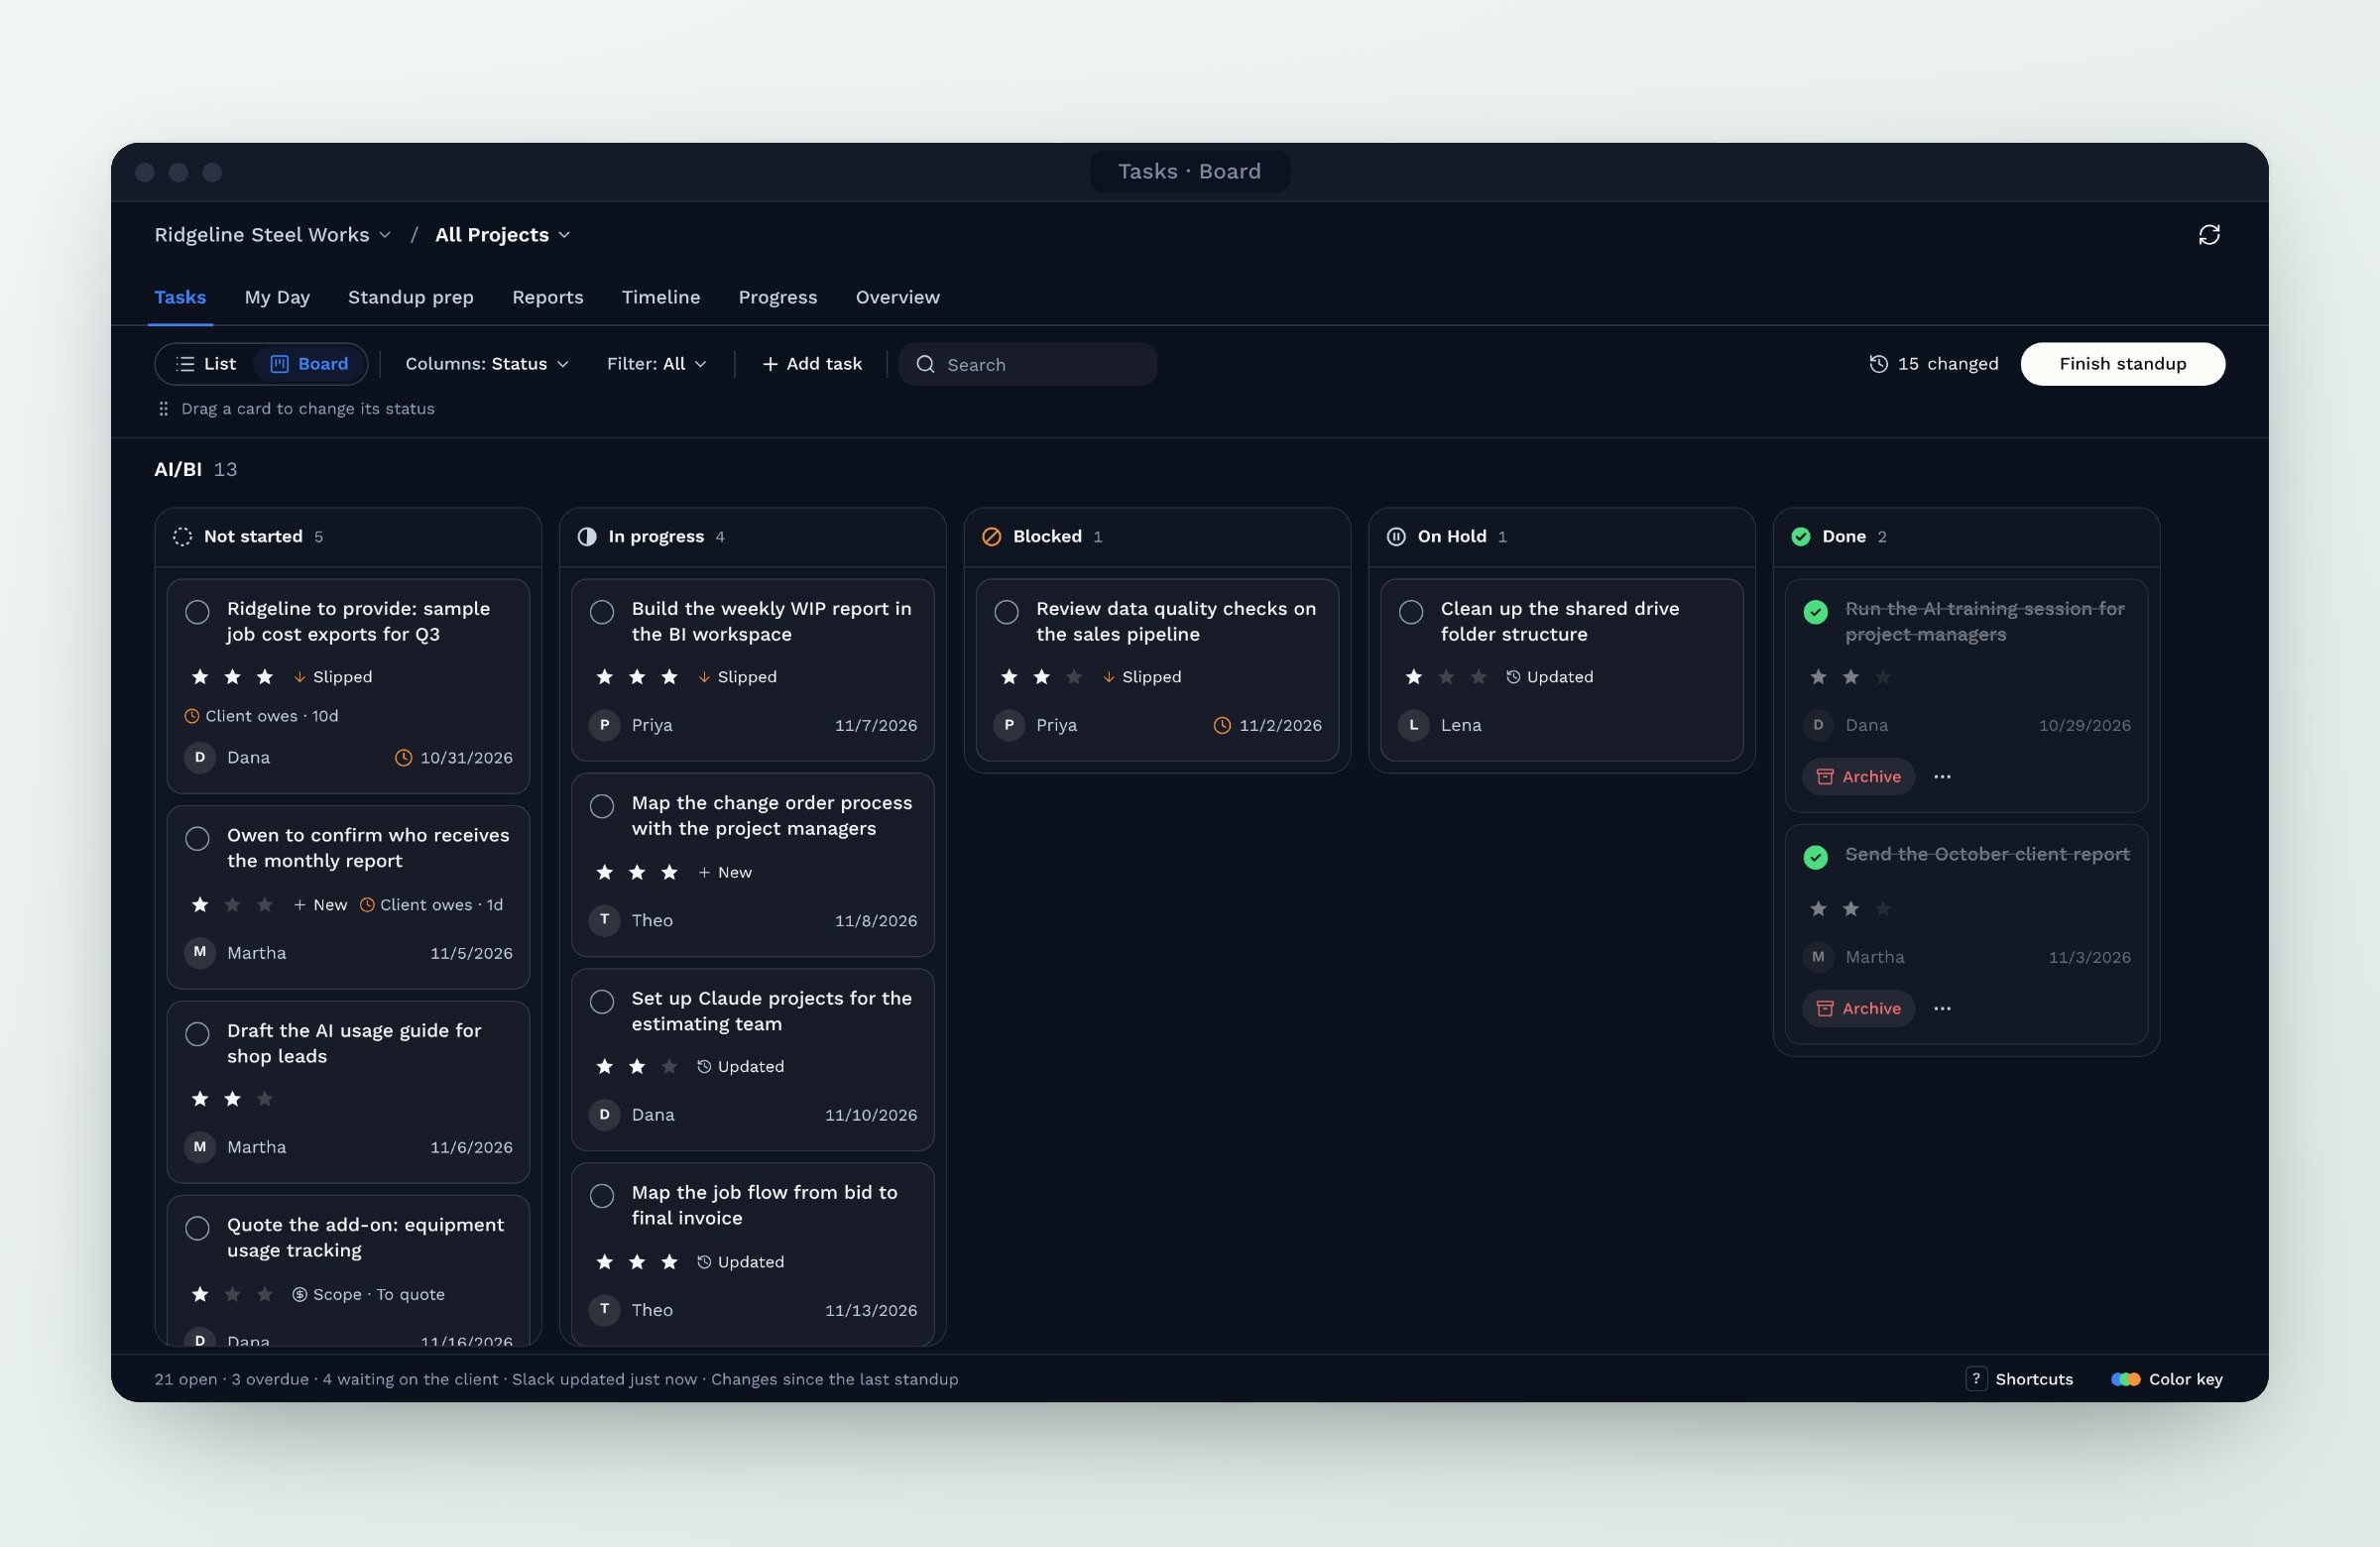 Tasks · Board
Ridgeline Steel Works / All Projects
Tasks My Day Standup prep Reports Timeline Progress Overview
List Board Columns: Status Filter: All + Add task Search 15 changed Finish standup
Drag a card to change its status
AI/BI 13
Not started 5
Ridgeline to provide: sample
job cost exports for Q3
Slipped
Client owes · 10d
D Dana 10/31/2026
Owen to confirm who receives
the monthly report
+ New Client owes · 1d
M Martha 11/5/2026
Draft the AI usage guide for
shop leads
M Martha 11/6/2026
Quote the add-on: equipment
usage tracking
Scope · To quote
D Dana 11/16/2026
In progress 4
Build the weekly WIP report in
the BI workspace
Slipped
P Priya 11/7/2026
Map the change order process
with the project managers
+ New
T Theo 11/8/2026
Set up Claude projects for the
estimating team
Updated
D Dana 11/10/2026
Map the job flow from bid to
final invoice
Updated
T Theo 11/13/2026
Blocked 1
Review data quality checks on
the sales pipeline
Slipped
P Priya 11/2/2026
On Hold 1
Clean up the shared drive
folder structure
Updated
L Lena
Done 2
Run the AI training session for
project managers
D Dana 10/29/2026
Archive
Send the October client report
M Martha 11/3/2026
Archive
21 open · 3 overdue · 4 waiting on the client · Slack updated just now · Changes since the last standup
? Shortcuts Color key